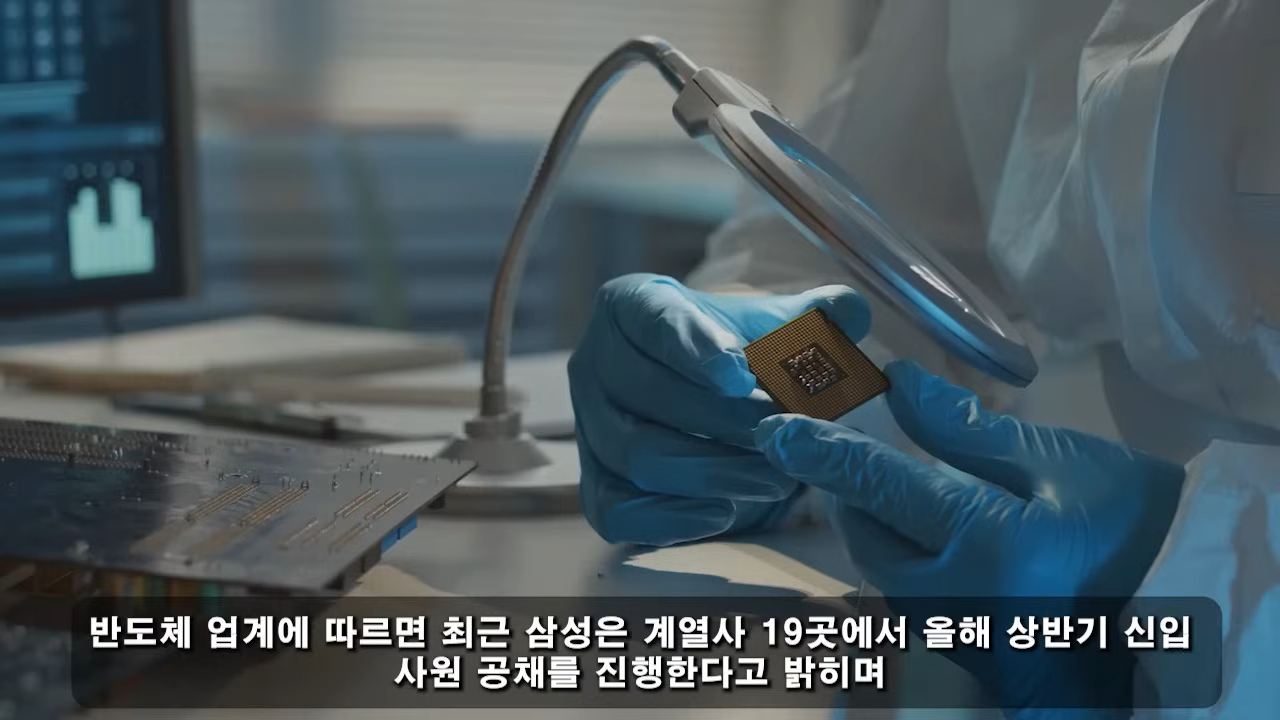 반도체 업계에 따르면 최근 삼성은 계열사 19곳에서 올해 상반기 신입
사원 공채를 진행한다고 밝히며